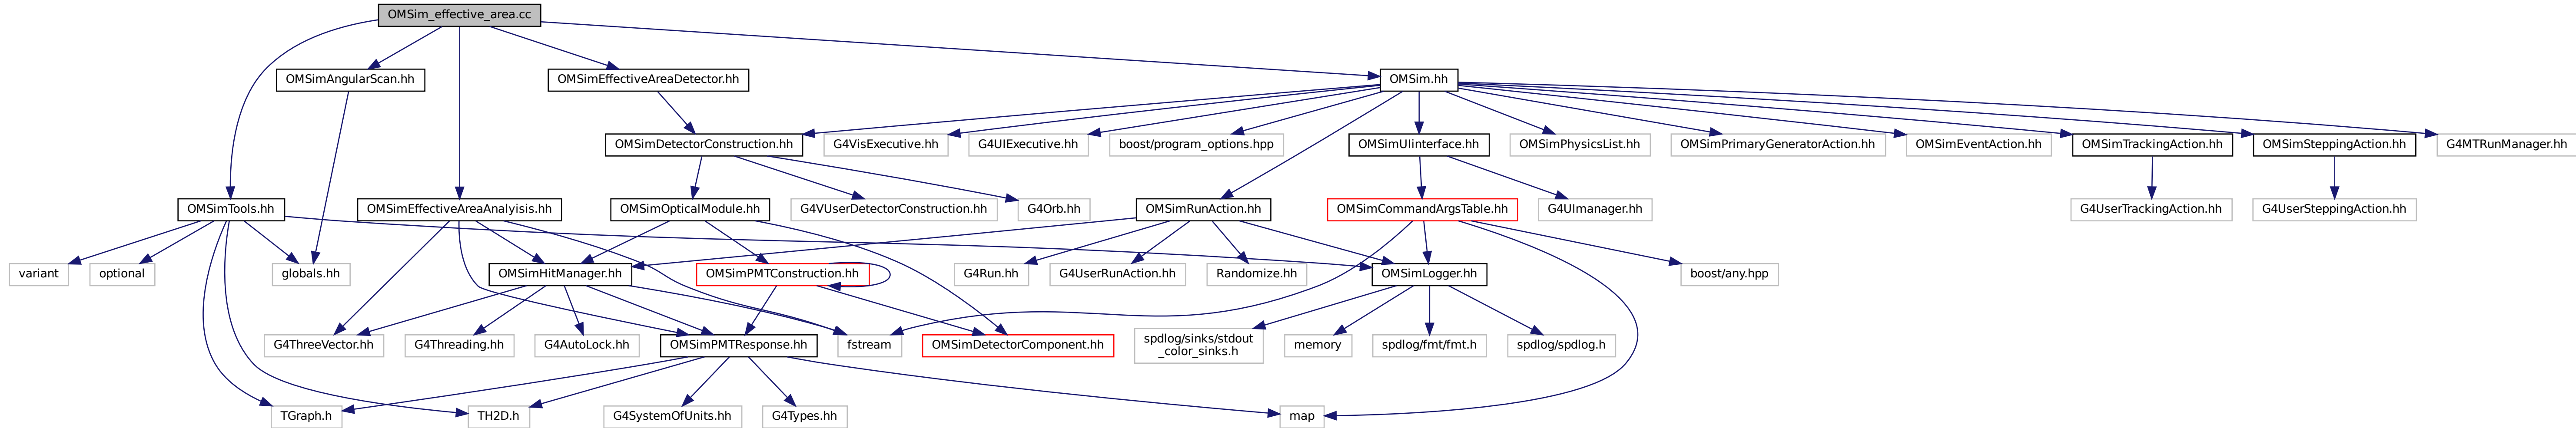 OMSim_effective_area.cc
OMSimAngularScan.hh
OMSimEffectiveAreaDetector.hh
OMSim.hh
OMSimDetectorConstruction.hh
G4VisExecutive.hh
G4UIExecutive.hh
boost/program_options.hpp
OMSimUIinterface.hh
OMSimPhysicsList.hh
OMSimPrimaryGeneratorAction.hh
OMSimEventAction.hh
OMSimTrackingAction.hh
OMSimSteppingAction.hh
G4MTRunManager.hh
OMSimTools.hh
OMSimEffectiveAreaAnalyisis.hh
OMSimOpticalModule.hh
G4VUserDetectorConstruction.hh
G4Orb.hh
OMSimRunAction.hh
OMSimCommandArgsTable.hh
G4UImanager.hh
G4UserTrackingAction.hh
G4UserSteppingAction.hh
variant
optional
globals.hh
OMSimHitManager.hh
OMSimPMTConstruction.hh
G4Run.hh
G4UserRunAction.hh
Randomize.hh
OMSimLogger.hh
boost/any.hpp
G4ThreeVector.hh
G4Threading.hh
G4AutoLock.hh
OMSimPMTResponse.hh
fstream
OMSimDetectorComponent.hh
spdlog/sinks/stdout
_color_sinks.h
memory
spdlog/fmt/fmt.h
spdlog/spdlog.h
TGraph.h
TH2D.h
G4SystemOfUnits.hh
G4Types.hh
map